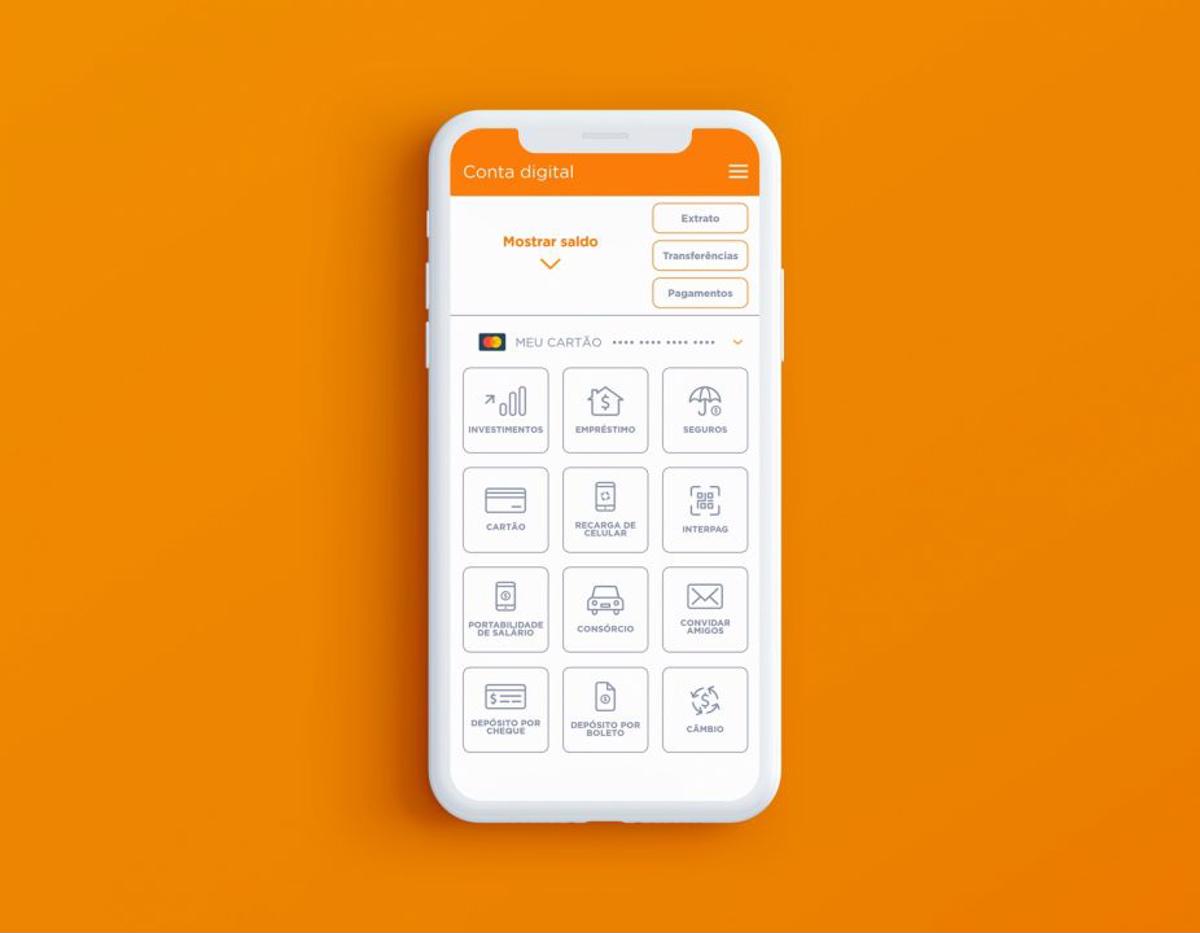 Conta digital
Mostrar saldo
Extrato
Transferências
Pagamentos
MEU CARTÃO •••• •••• •••• ••••
INVESTIMENTOS
EMPRÉSTIMO
SEGUROS
CARTÃO
RECARGA DE
CELULAR
INTERPAG
PORTABILIDADE
DE SALÁRIO
CONSÓRCIO
CONVIDAR
AMIGOS
DEPÓSITO POR
CHEQUE
DEPÓSITO POR
BOLETO
CÂMBIO